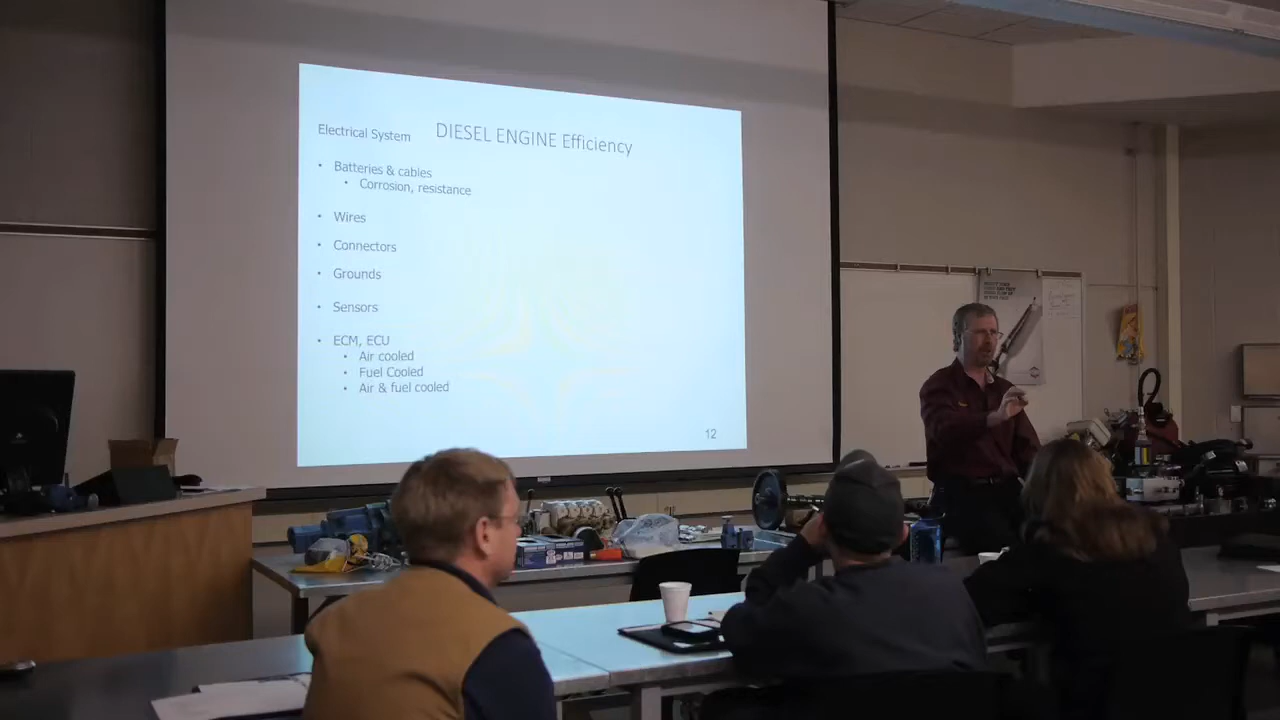 Electrical System
DIESEL ENGINE Efficiency
• Batteries & cables
• Corrosion, resistance
• Wires
• Connectors
• Grounds
• Sensors
• ECM, ECU
• Air cooled
• Fuel Cooled
• Air & fuel cooled
12